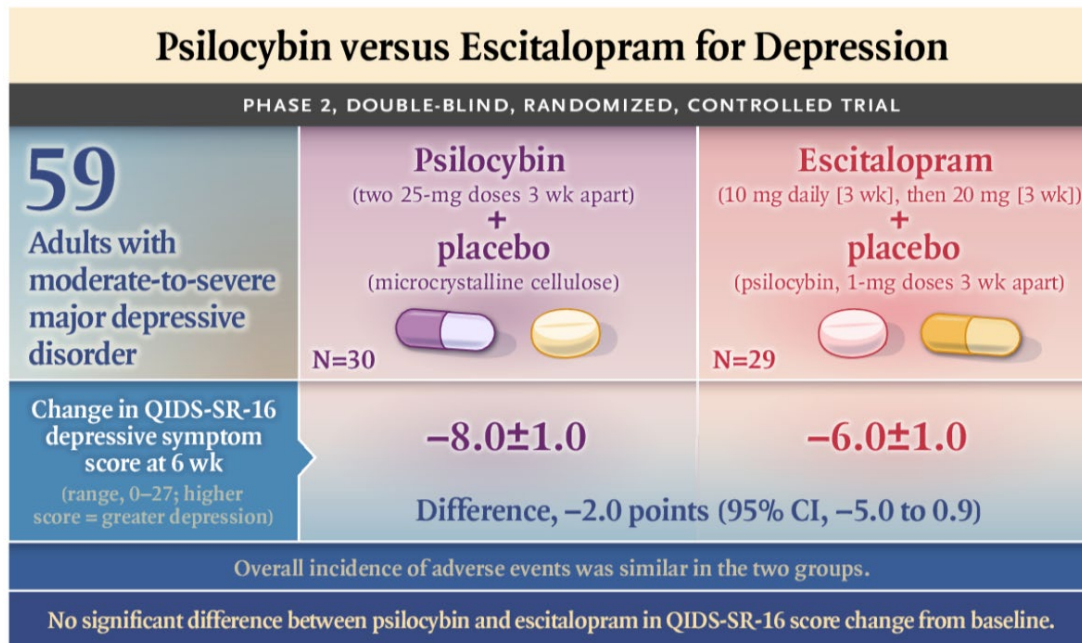 Psilocybin versus Escitalopram for Depression
PHASE 2, DOUBLE-BLIND, RANDOMIZED, CONTROLLED TRIAL
59
Adults with
moderate-to-severe
major depressive
disorder
Psilocybin
(two 25-mg doses 3 wk apart)
+
placebo
(microcrystalline cellulose)
N=30
Escitalopram
(10 mg daily [3 wk], then 20 mg [3 wk])
+
placebo
(psilocybin, 1-mg doses 3 wk apart)
N=29
Change in QIDS-SR-16
depressive symptom
score at 6 wk
(range, 0–27; higher
score = greater depression)
−8.0±1.0
−6.0±1.0
Difference, −2.0 points (95% CI, −5.0 to 0.9)
Overall incidence of adverse events was similar in the two groups.
No significant difference between psilocybin and escitalopram in QIDS-SR-16 score change from baseline.